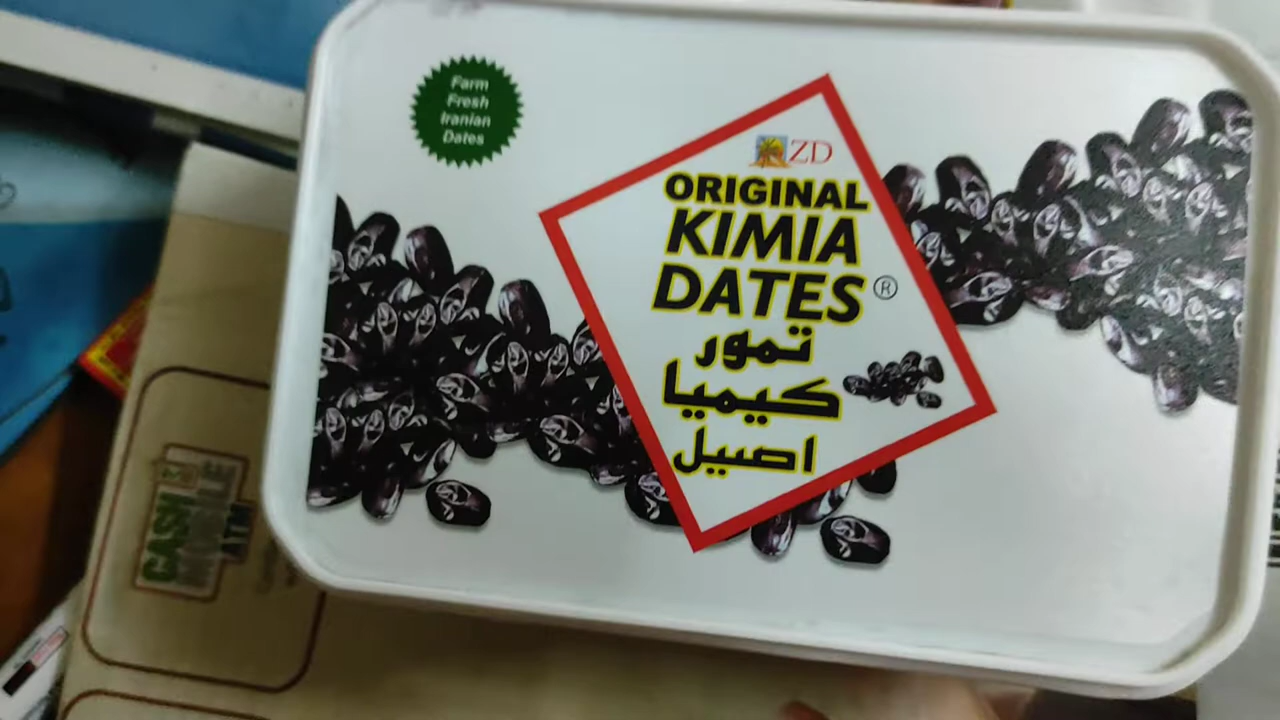 Farm
Fresh
Iranian
Dates
ZD
ORIGINAL
KIMIA
DATES ®
تمور
كيميا
اصيل
CASH
ATM